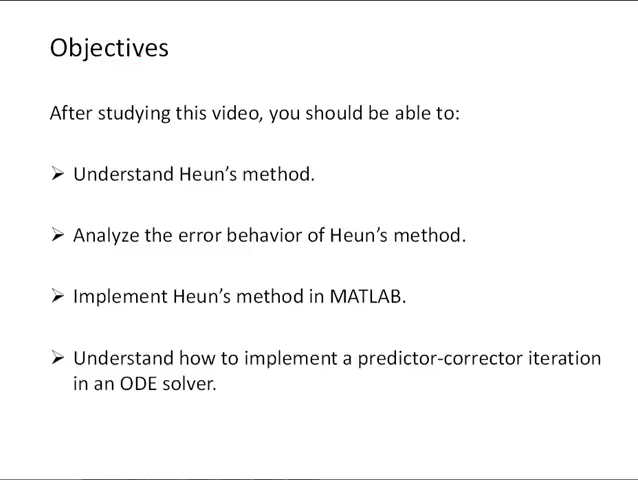 Objectives
After studying this video, you should be able to:
➢ Understand Heun’s method.
➢ Analyze the error behavior of Heun’s method.
➢ Implement Heun’s method in MATLAB.
➢ Understand how to implement a predictor-corrector iteration
in an ODE solver.